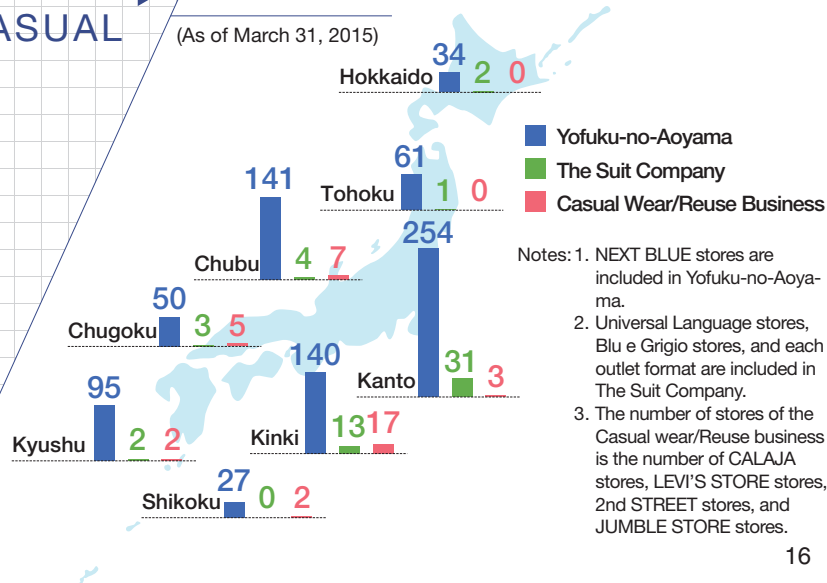 ASUAL
(As of March 31, 2015)
34
Hokkaido 2 0
61
Tohoku 1 0
141
Chubu 4 7
254
Kanto 31 3
50
Chugoku 3 5
140
Kinki 13 17
95
Kyushu 2 2
27
Shikoku 0 2
Yofuku-no-Aoyama
The Suit Company
Casual Wear/Reuse Business
Notes: 1. NEXT BLUE stores are
included in Yofuku-no-Aoya-
ma.
2. Universal Language stores,
Blu e Grigio stores, and each
outlet format are included in
The Suit Company.
3. The number of stores of the
Casual wear/Reuse business
is the number of CALAJA
stores, LEVI'S STORE stores,
2nd STREET stores, and
JUMBLE STORE stores.
16